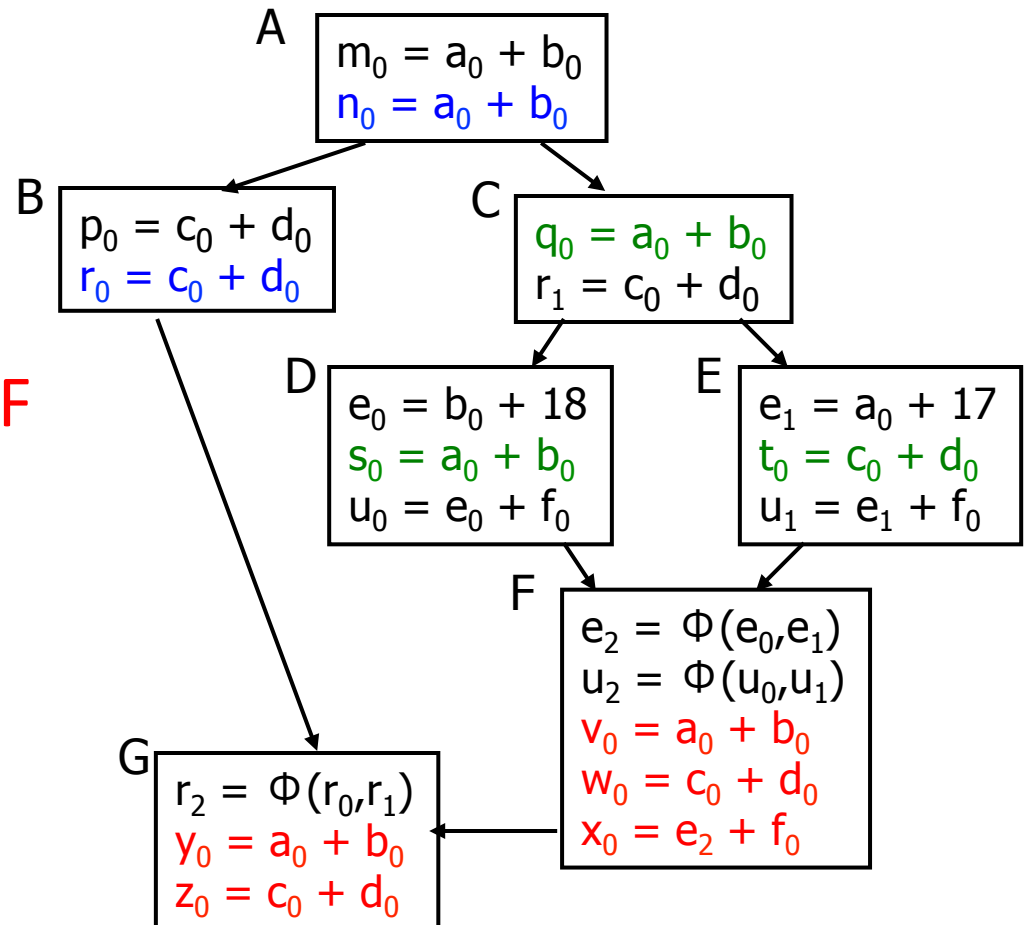 A
m₀ = a₀ + b₀
n₀ = a₀ + b₀
B
p₀ = c₀ + d₀
r₀ = c₀ + d₀
C
q₀ = a₀ + b₀
r₁ = c₀ + d₀
F
D
e₀ = b₀ + 18
s₀ = a₀ + b₀
u₀ = e₀ + f₀
E
e₁ = a₀ + 17
t₀ = c₀ + d₀
u₁ = e₁ + f₀
F
e₂ = Φ(e₀,e₁)
u₂ = Φ(u₀,u₁)
v₀ = a₀ + b₀
w₀ = c₀ + d₀
x₀ = e₂ + f₀
G
r₂ = Φ(r₀,r₁)
y₀ = a₀ + b₀
z₀ = c₀ + d₀